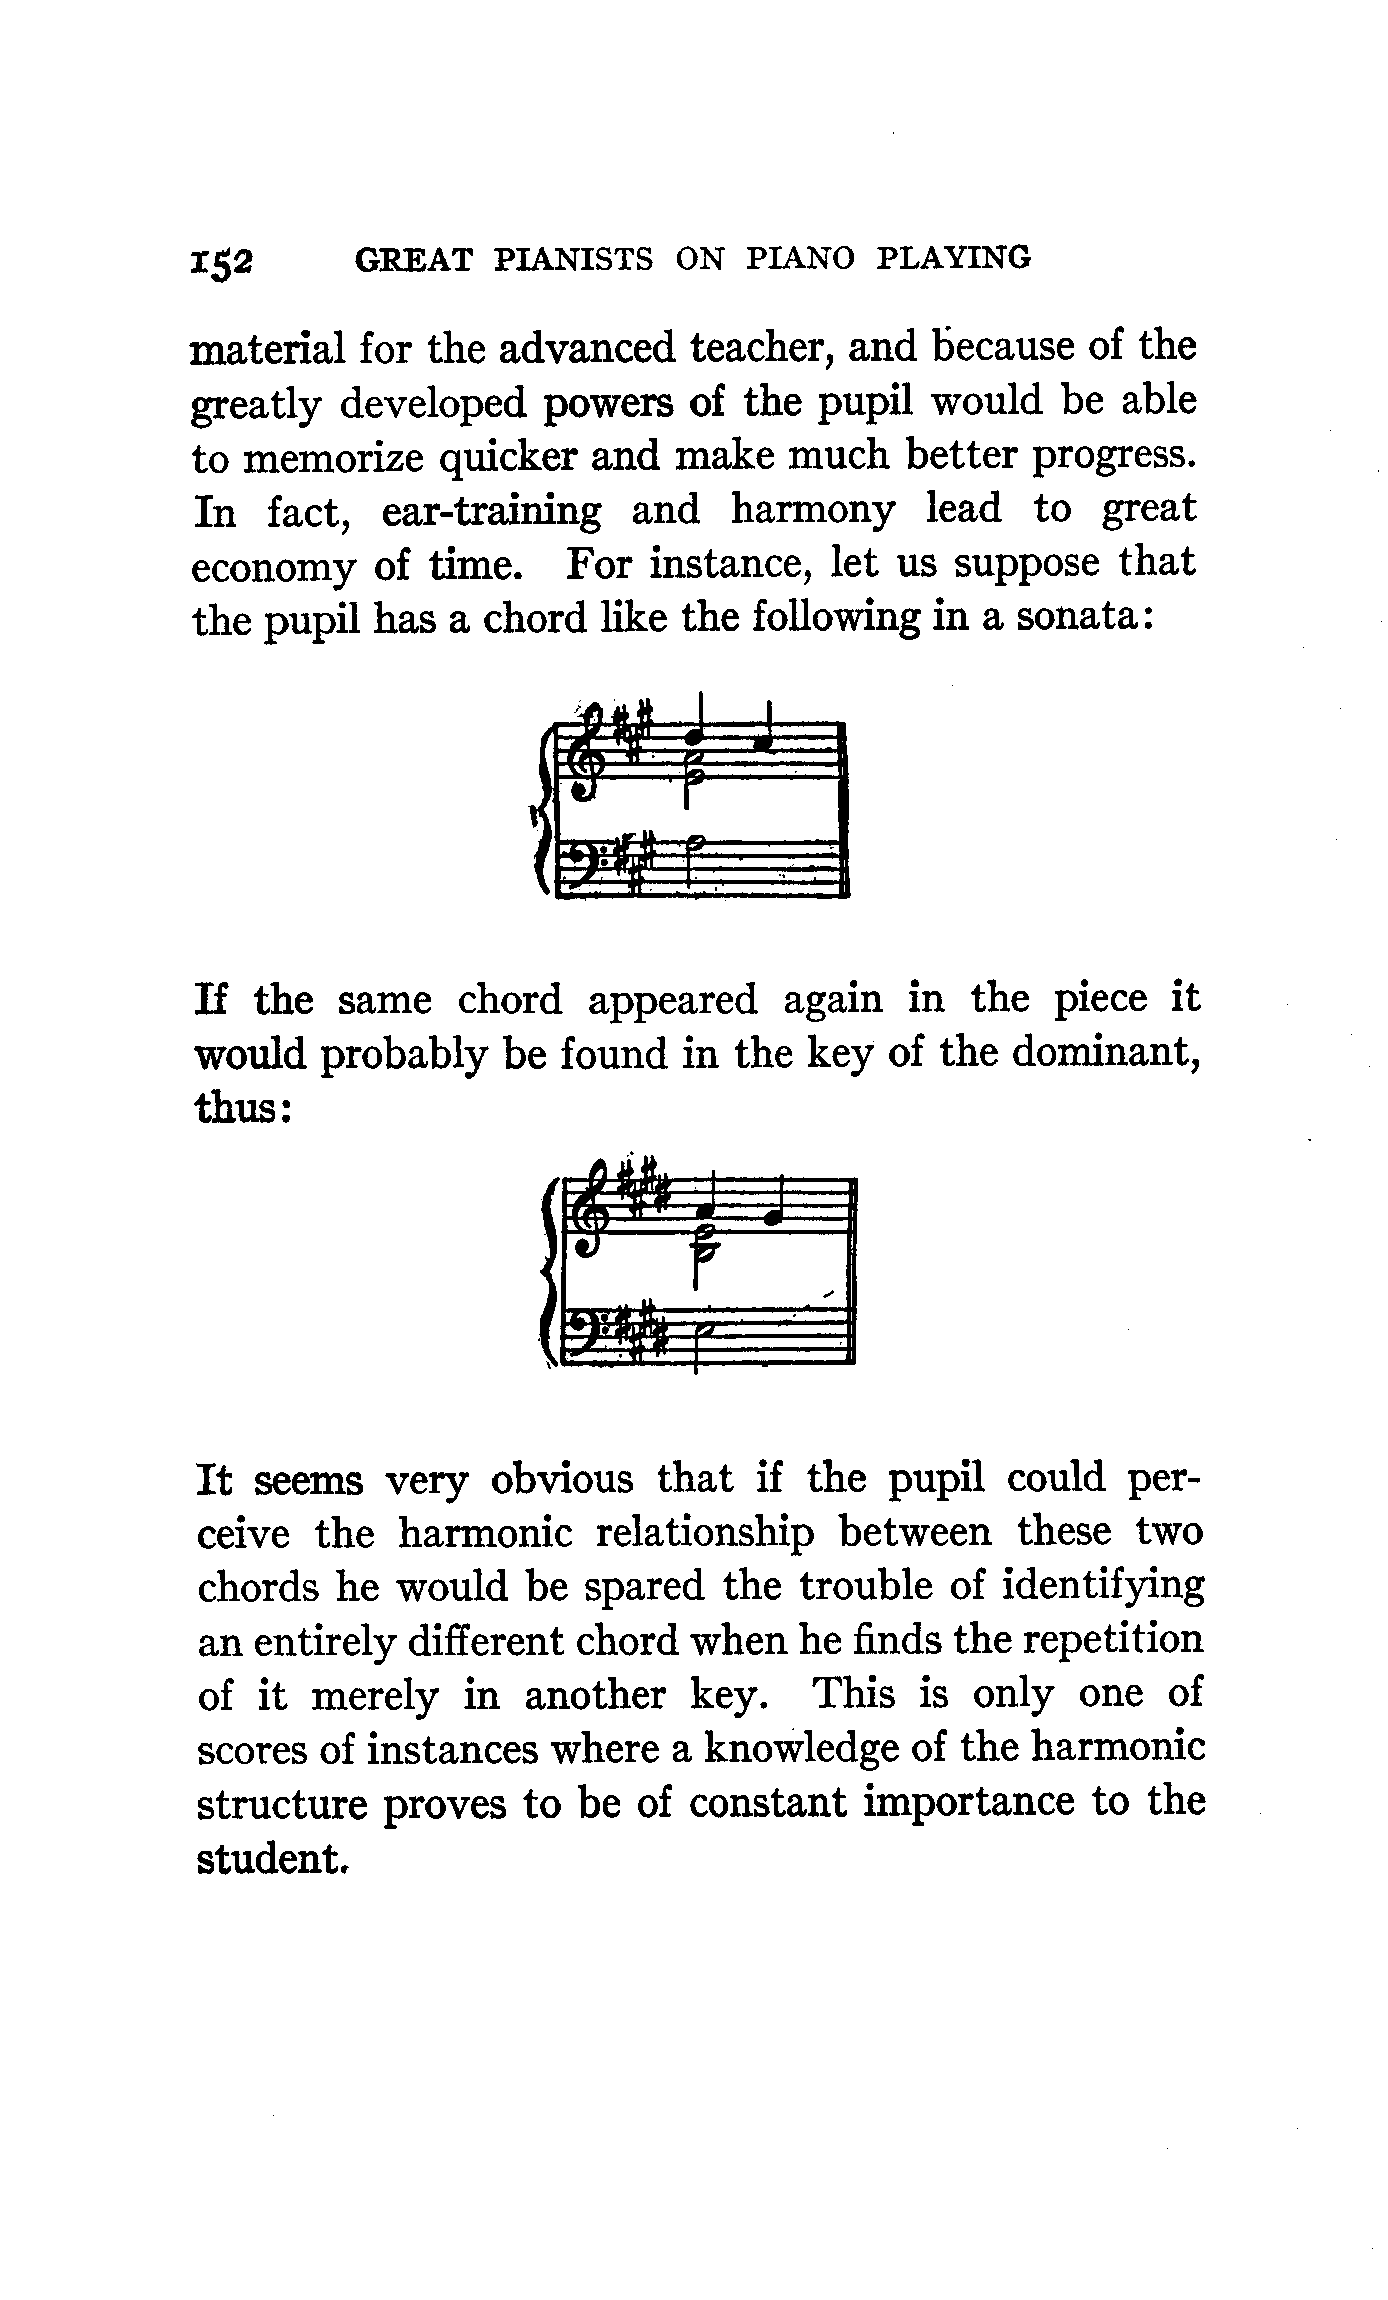 152 GREAT PIANISTS ON PIANO PLAYING
material for the advanced teacher, and because of the
greatly developed powers of the pupil would be able
to memorize quicker and make much better progress.
In fact, ear-training and harmony lead to great
economy of time. For instance, let us suppose that
the pupil has a chord like the following in a sonata:
If the same chord appeared again in the piece it
would probably be found in the key of the dominant,
thus:
It seems very obvious that if the pupil could per-
ceive the harmonic relationship between these two
chords he would be spared the trouble of identifying
an entirely different chord when he finds the repetition
of it merely in another key. This is only one of
scores of instances where a knowledge of the harmonic
structure proves to be of constant importance to the
student.